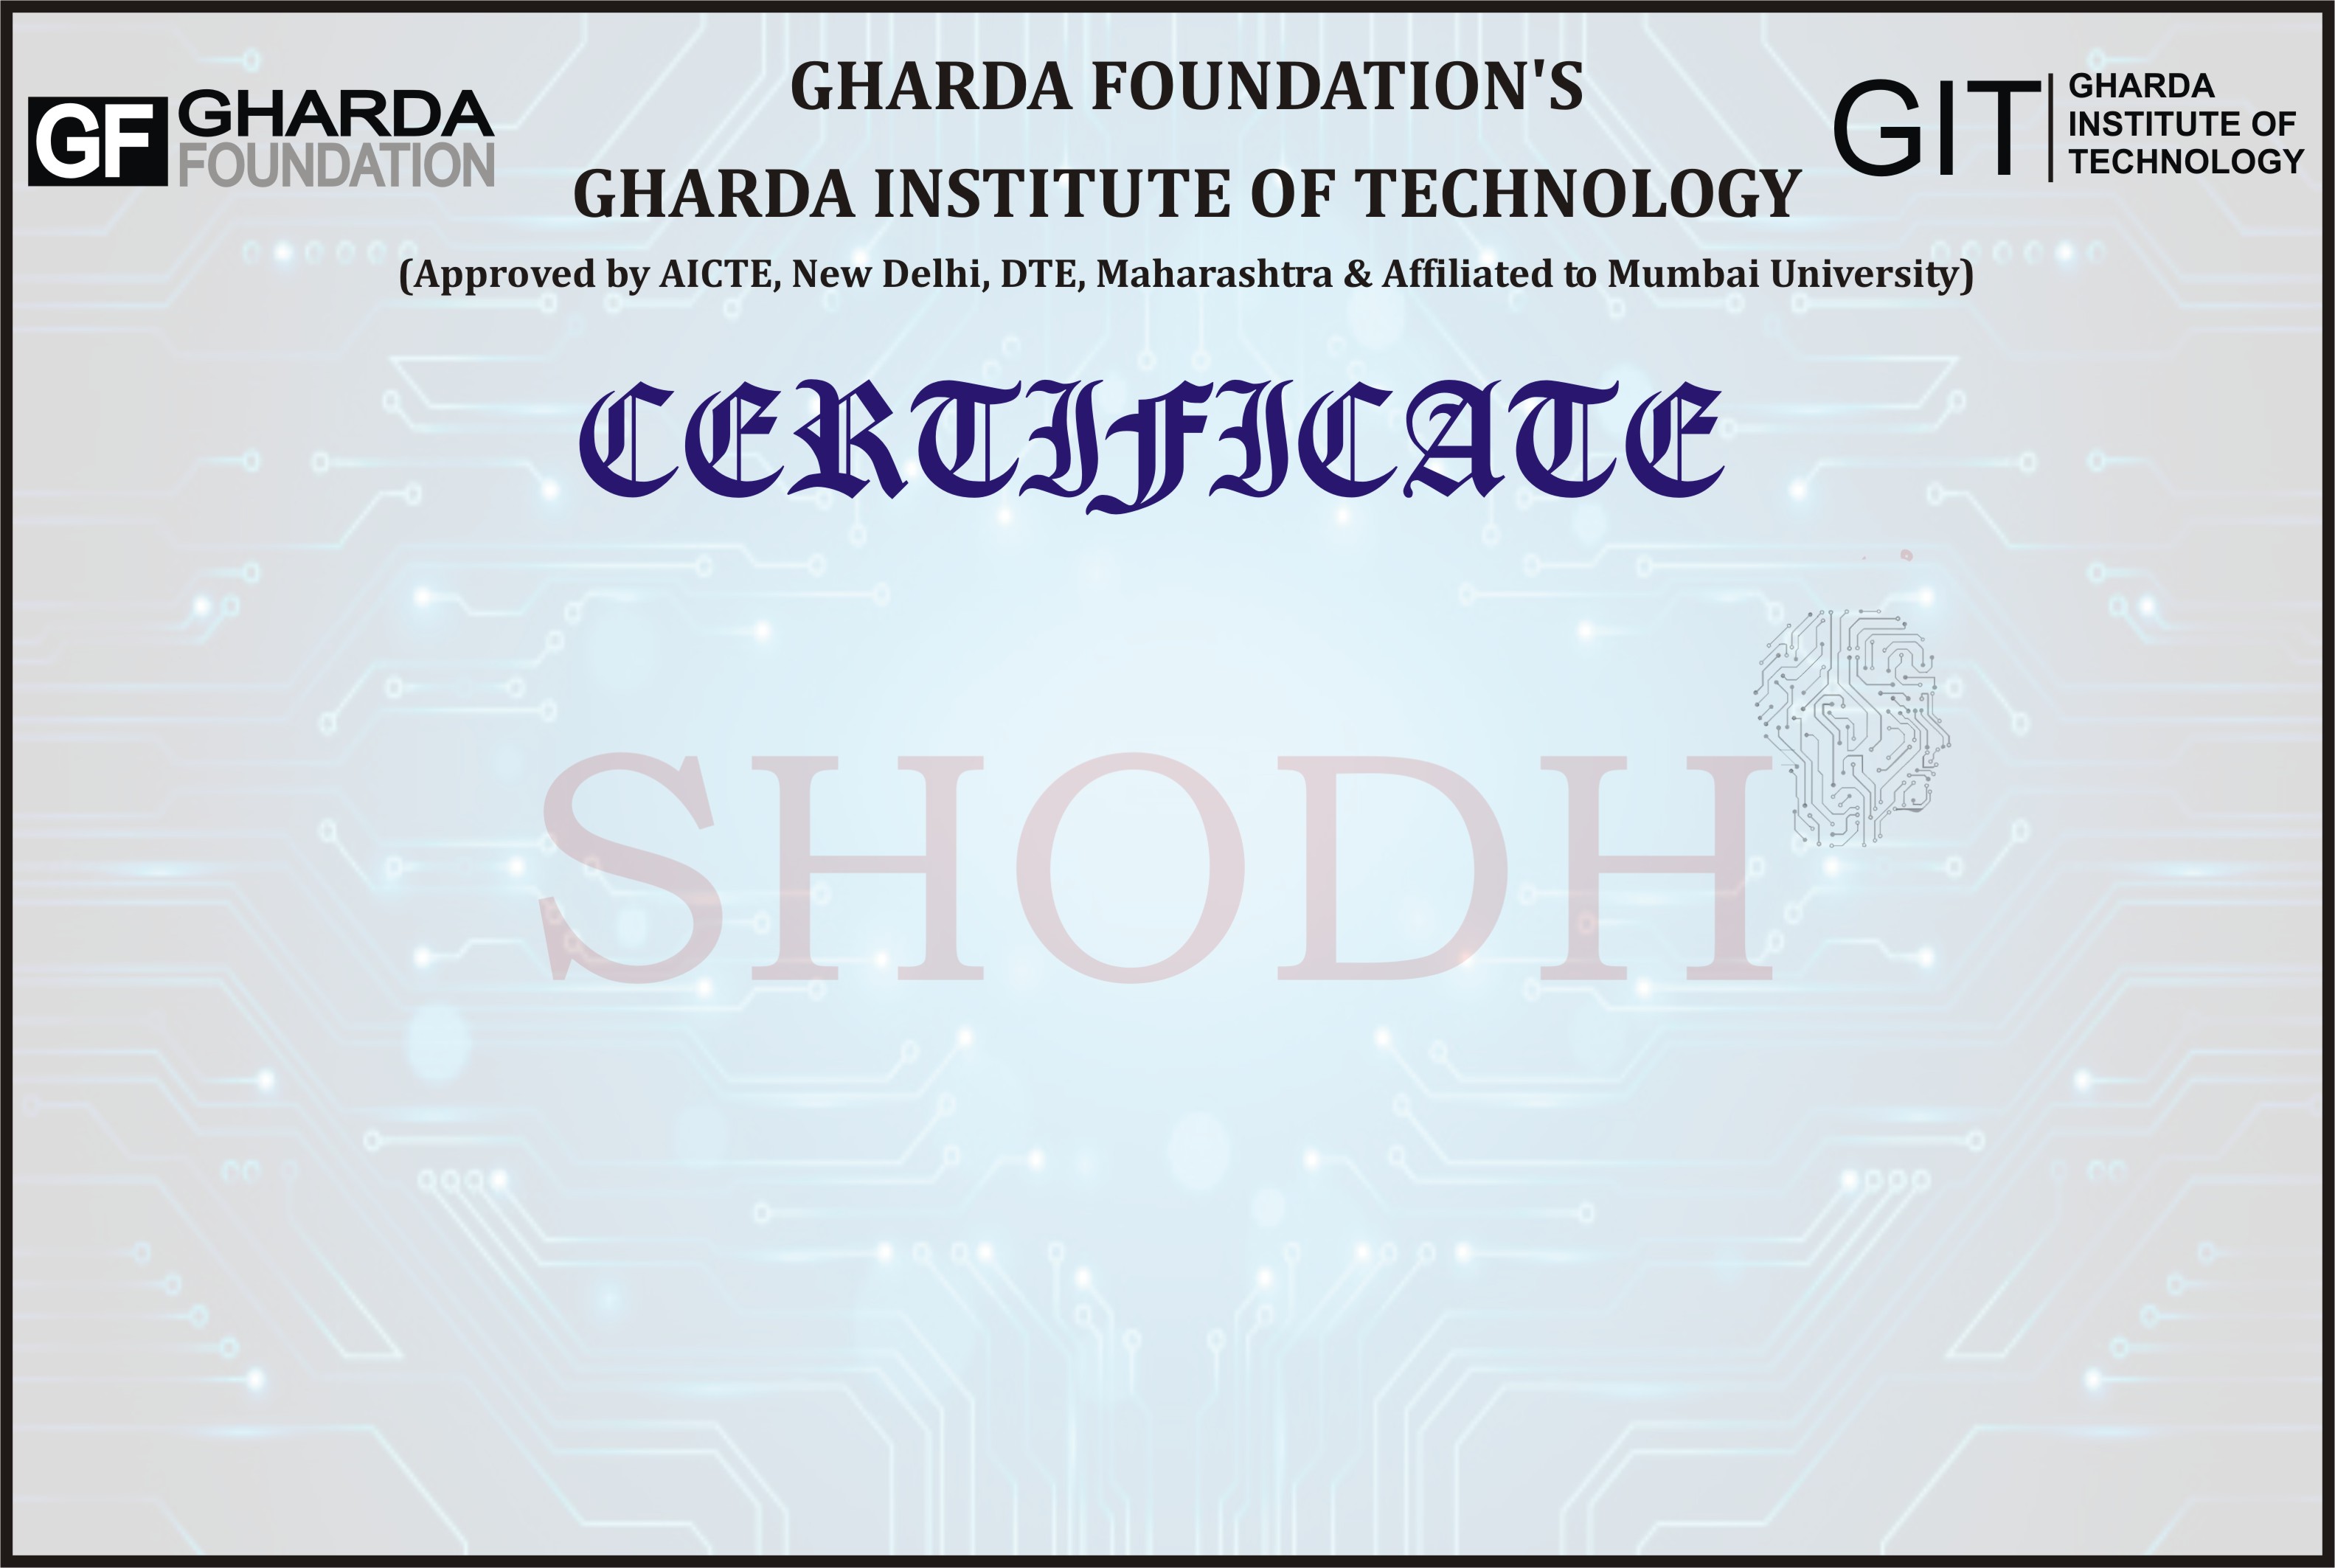 GF GHARDA
FOUNDATION
GHARDA FOUNDATION'S
GHARDA INSTITUTE OF TECHNOLOGY
(Approved by AICTE, New Delhi, DTE, Maharashtra & Affiliated to Mumbai University)
GIT
GHARDA
INSTITUTE OF
TECHNOLOGY
CERTIFICATE
SHODH